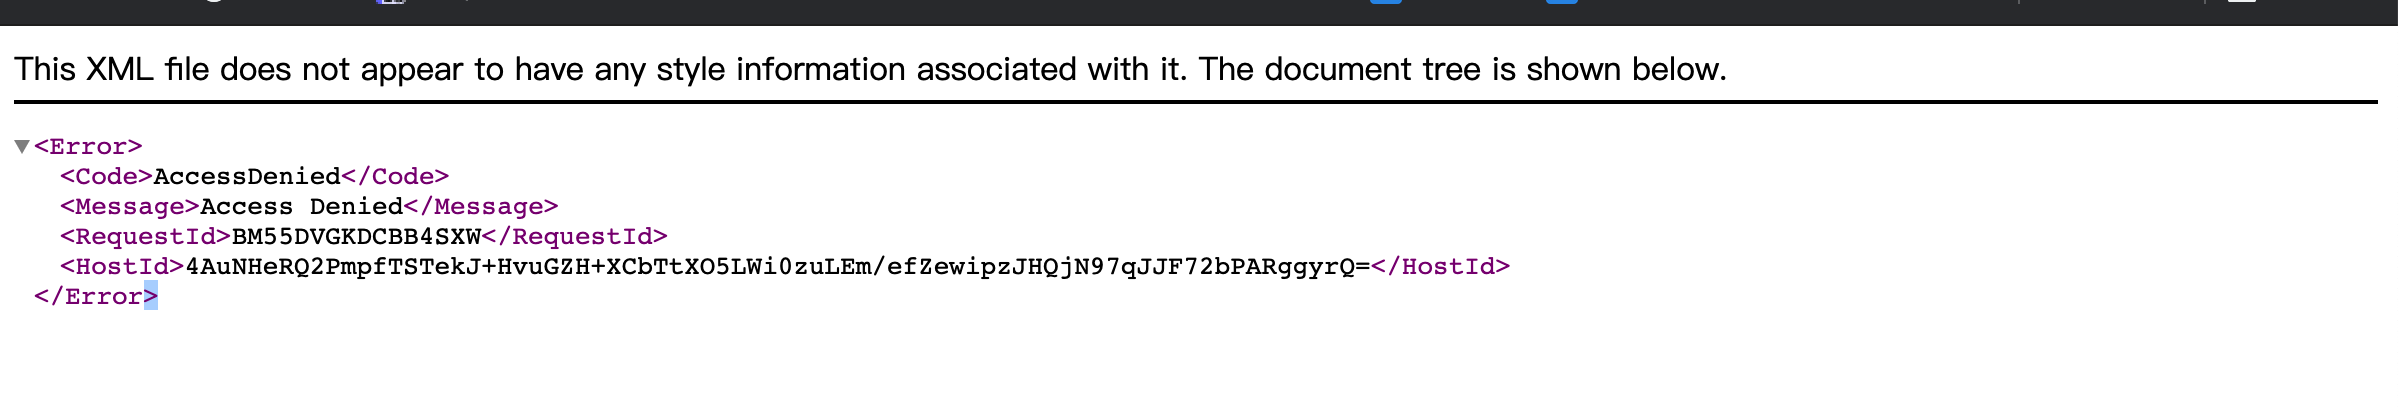 This XML file does not appear to have any style information associated with it. The document tree is shown below.
<Error>
<Code>AccessDenied</Code>
<Message>Access Denied</Message>
<RequestId>BM55DVGKDCBB4SXW</RequestId>
<HostId>4AuNHeRQ2PmpfTSTekJ+HvuGZH+XCbTtXO5LWi0zuLEm/efZewipzJHQjN97qJJF72bPARggyrQ=</HostId>
</Error>